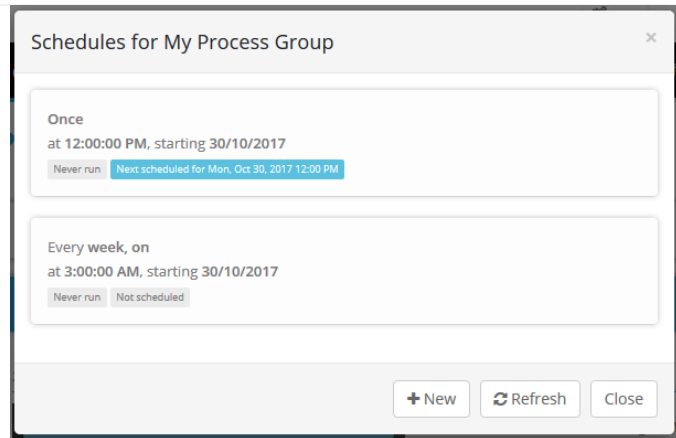 Schedules for My Process Group ×
Once
at 12:00:00 PM, starting 30/10/2017
Never run Next scheduled for Mon, Oct 30, 2017 12:00 PM
Every week, on
at 3:00:00 AM, starting 30/10/2017
Never run Not scheduled
New Refresh Close